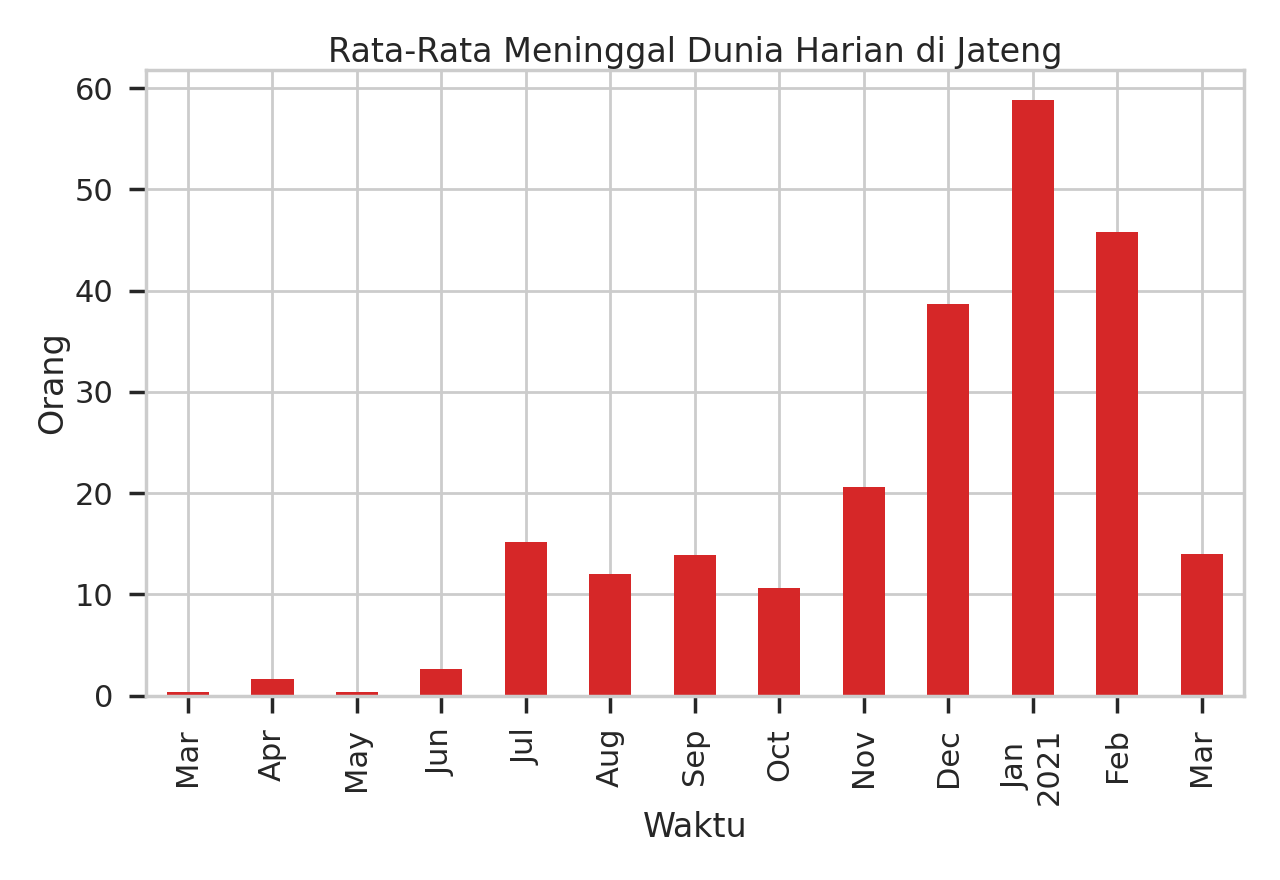 Rata-Rata Meninggal Dunia Harian di Jateng
60
50
40
30
20
10
0
Orang
Mar
Apr
May
Jun
Jul
Aug
Sep
Oct
Nov
Dec
Jan
2021
Feb
Mar
Waktu